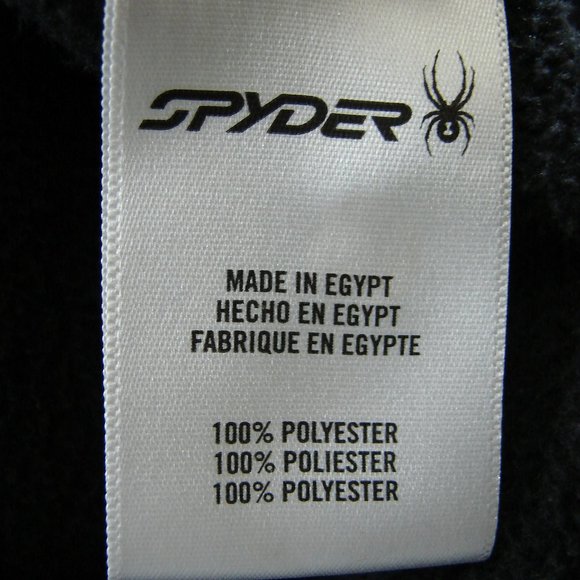 SPYDER
MADE IN EGYPT
HECHO EN EGYPT
FABRIQUE EN EGYPTE
100% POLYESTER
100% POLIESTER
100% POLYESTER